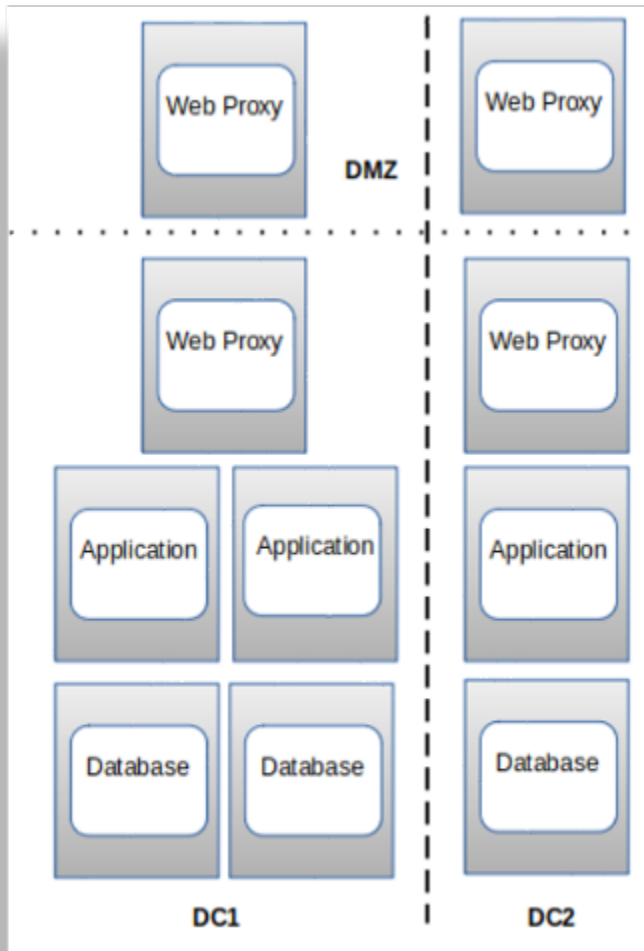 Web Proxy
Web Proxy
DMZ
Web Proxy
Web Proxy
Application
Application
Application
Database
Database
Database
DC1
DC2